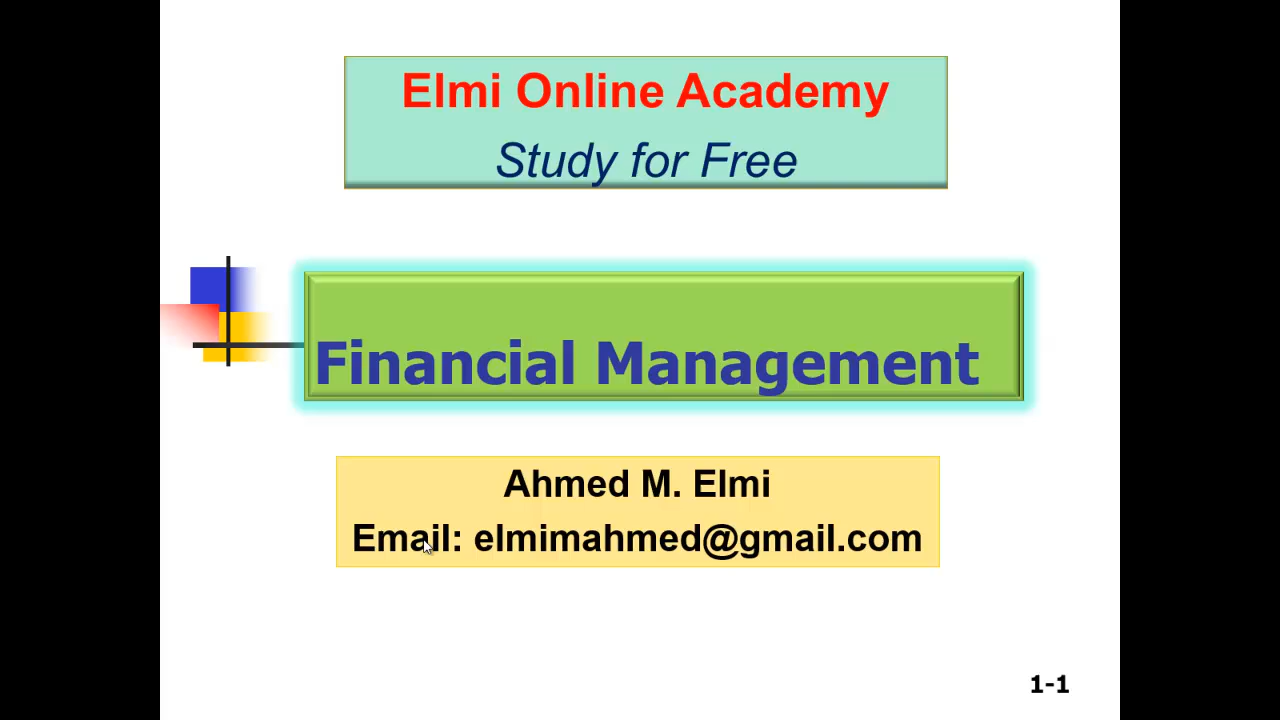 Elmi Online Academy
Study for Free
Financial Management
Ahmed M. Elmi
Email: elmimahmed@gmail.com
1-1